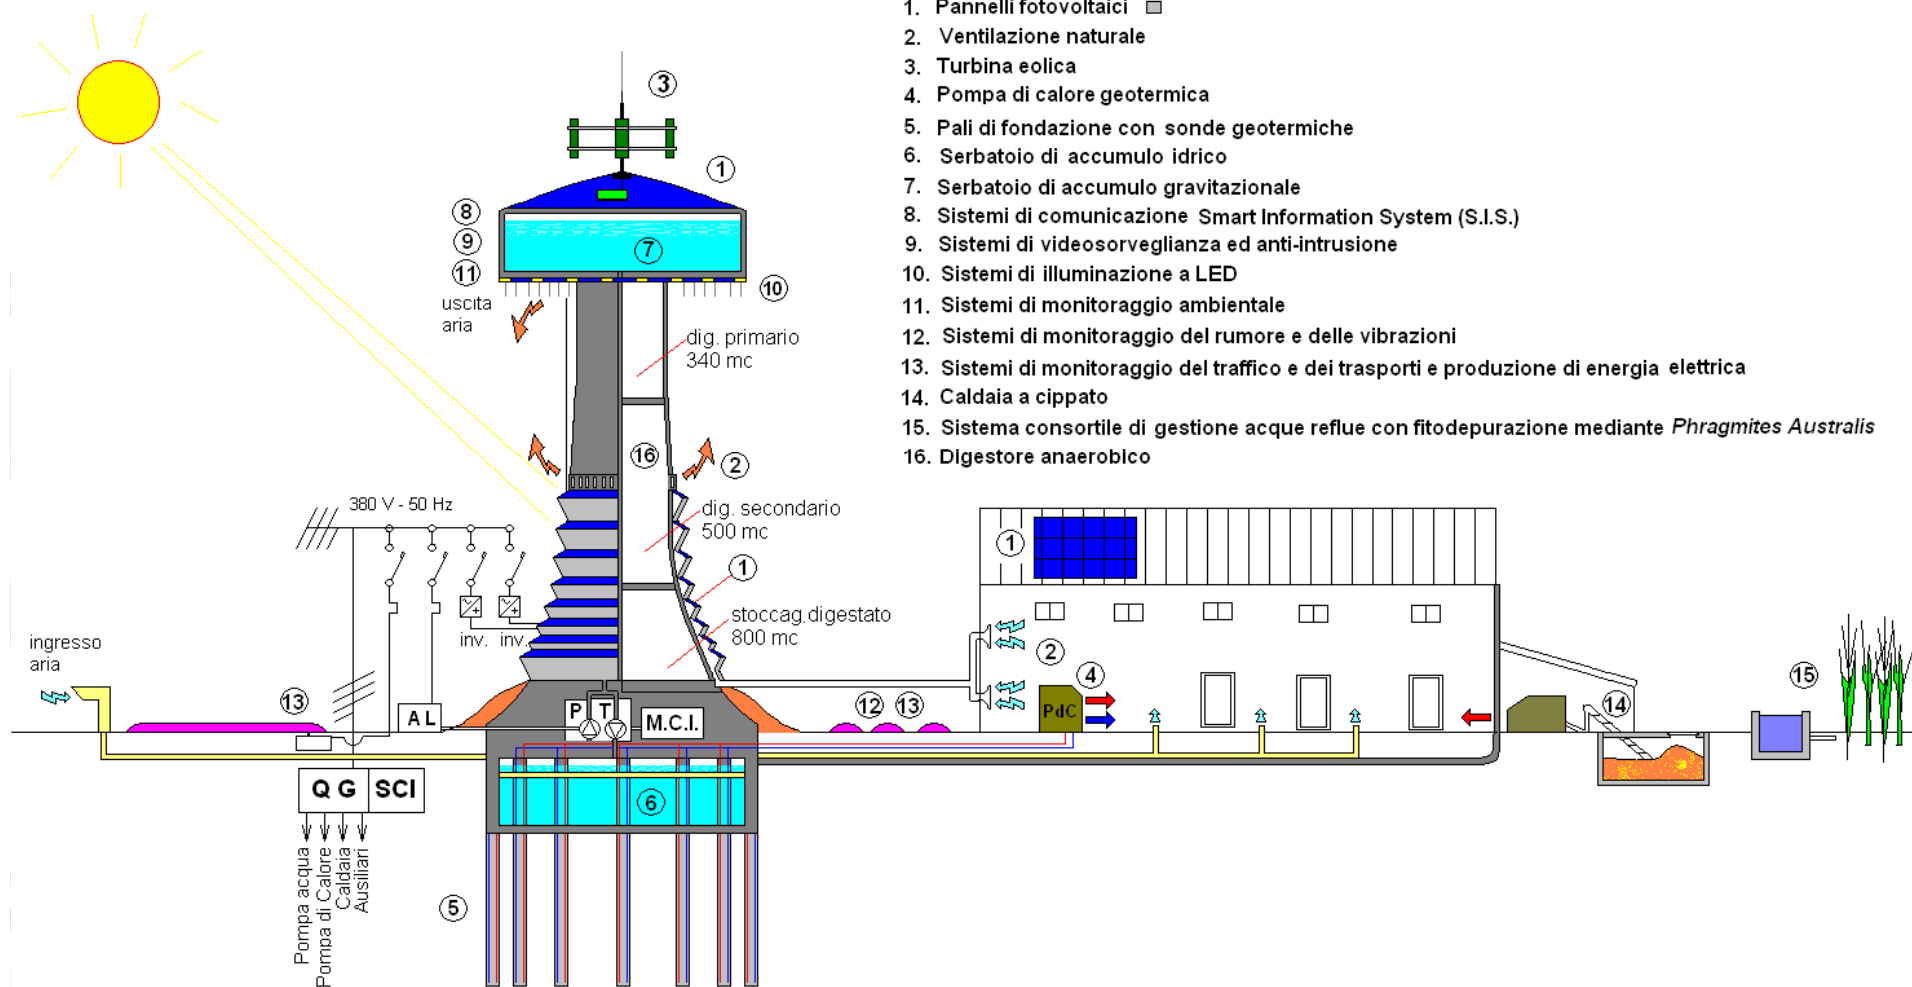 1. Pannelli fotovoltaici
2. Ventilazione naturale
3. Turbina eolica
4. Pompa di calore geotermica
5. Pali di fondazione con sonde geotermiche
6. Serbatoio di accumulo idrico
7. Serbatoio di accumulo gravitazionale
8. Sistemi di comunicazione Smart Information System (S.I.S.)
9. Sistemi di videosorveglianza ed anti-intrusione
10. Sistemi di illuminazione a LED
11. Sistemi di monitoraggio ambientale
12. Sistemi di monitoraggio del rumore e delle vibrazioni
13. Sistemi di monitoraggio del traffico e dei trasporti e produzione di energia elettrica
14. Caldaia a cippato
15. Sistema consortile di gestione acque reflue con fitodepurazione mediante Phragmites Australis
16. Digestore anaerobico
3
1
8
9
11
7
10
uscita
aria
dig. primario
340 mc
16
2
380 V - 50 Hz
dig. secondario
500 mc
1
1
inv. inv.
stoccag.digestato
800 mc
ingresso
aria
2
4
13
12
13
15
14
A L
P
T
M.C.I.
PdC
Q G
SCI
6
Pompa acqua
Pompa di Calore
Caldaia
Ausiliari
5